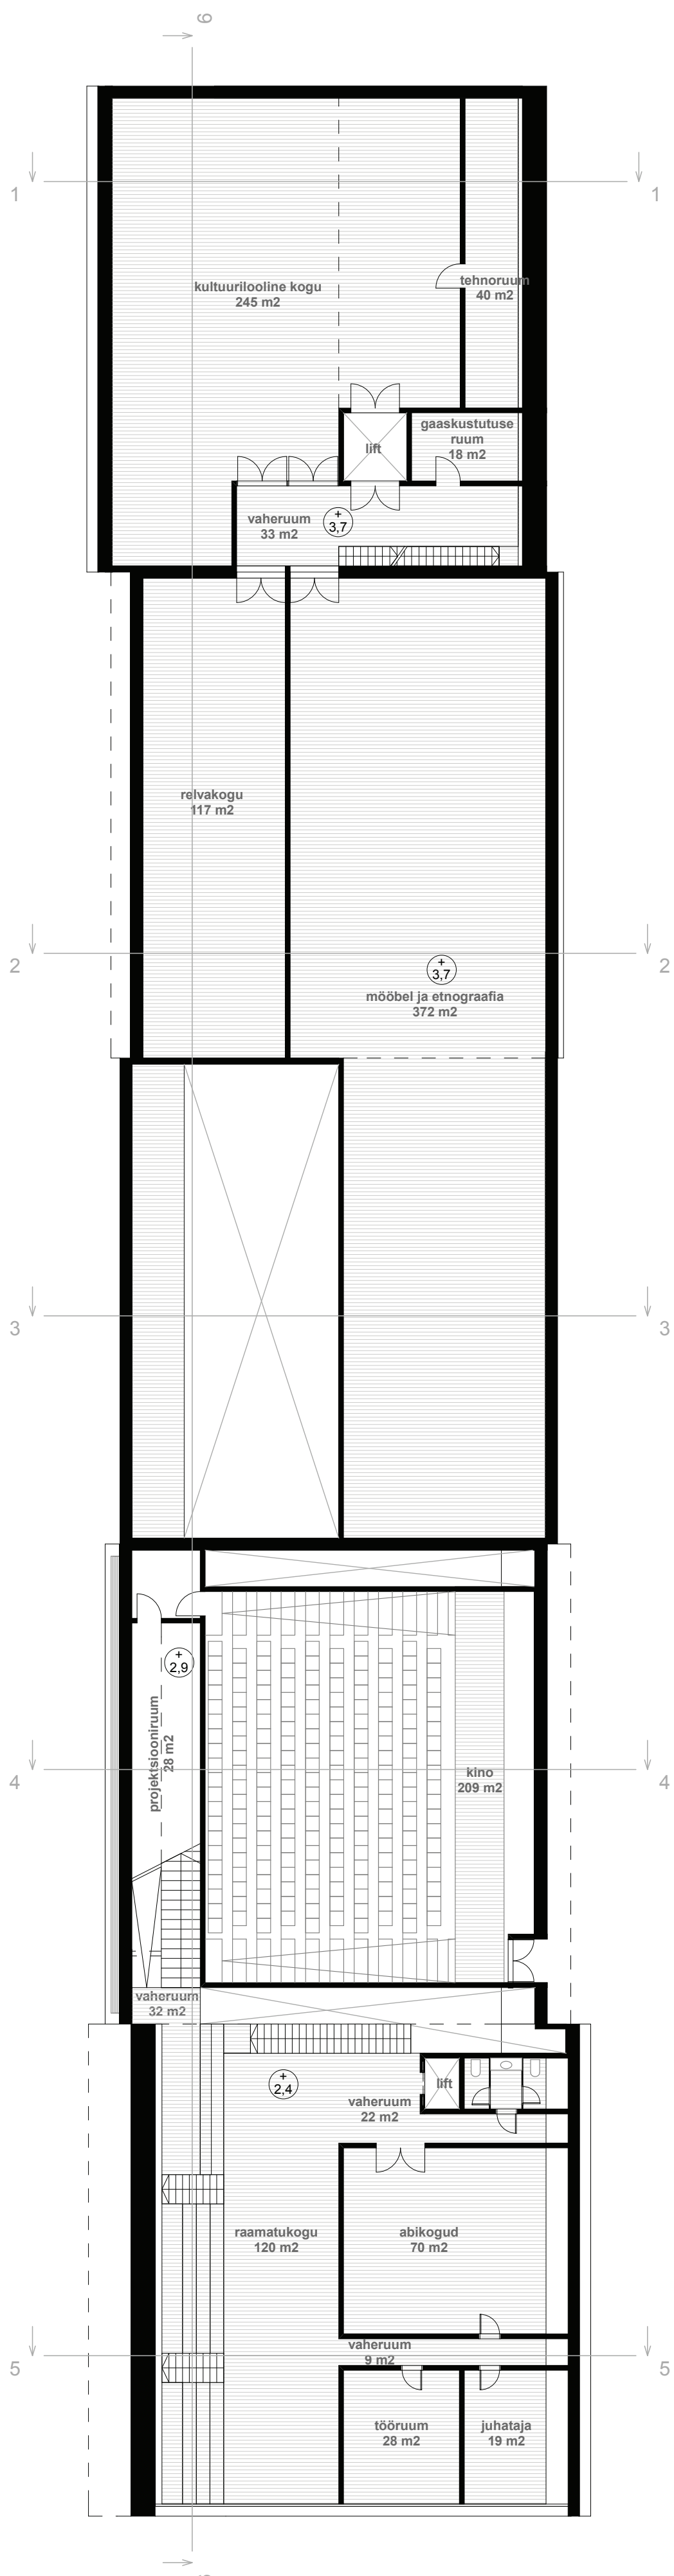 6
1
1
kultuurilooline kogu
245 m2
tehnoruum
40 m2
gaaskustutuse
ruum
18 m2
lift
vaheruum
33 m2
+
3,7
relvakogu
117 m2
2
2
+
3,7
mööbel ja etnograafia
372 m2
3
3
+
2,9
projektsiooniruum
28 m2
kino
209 m2
4
4
vaheruum
32 m2
+
2,4
lift
vaheruum
22 m2
raamatukogu
120 m2
abikogud
70 m2
vaheruum
9 m2
5
5
tööruum
28 m2
juhataja
19 m2